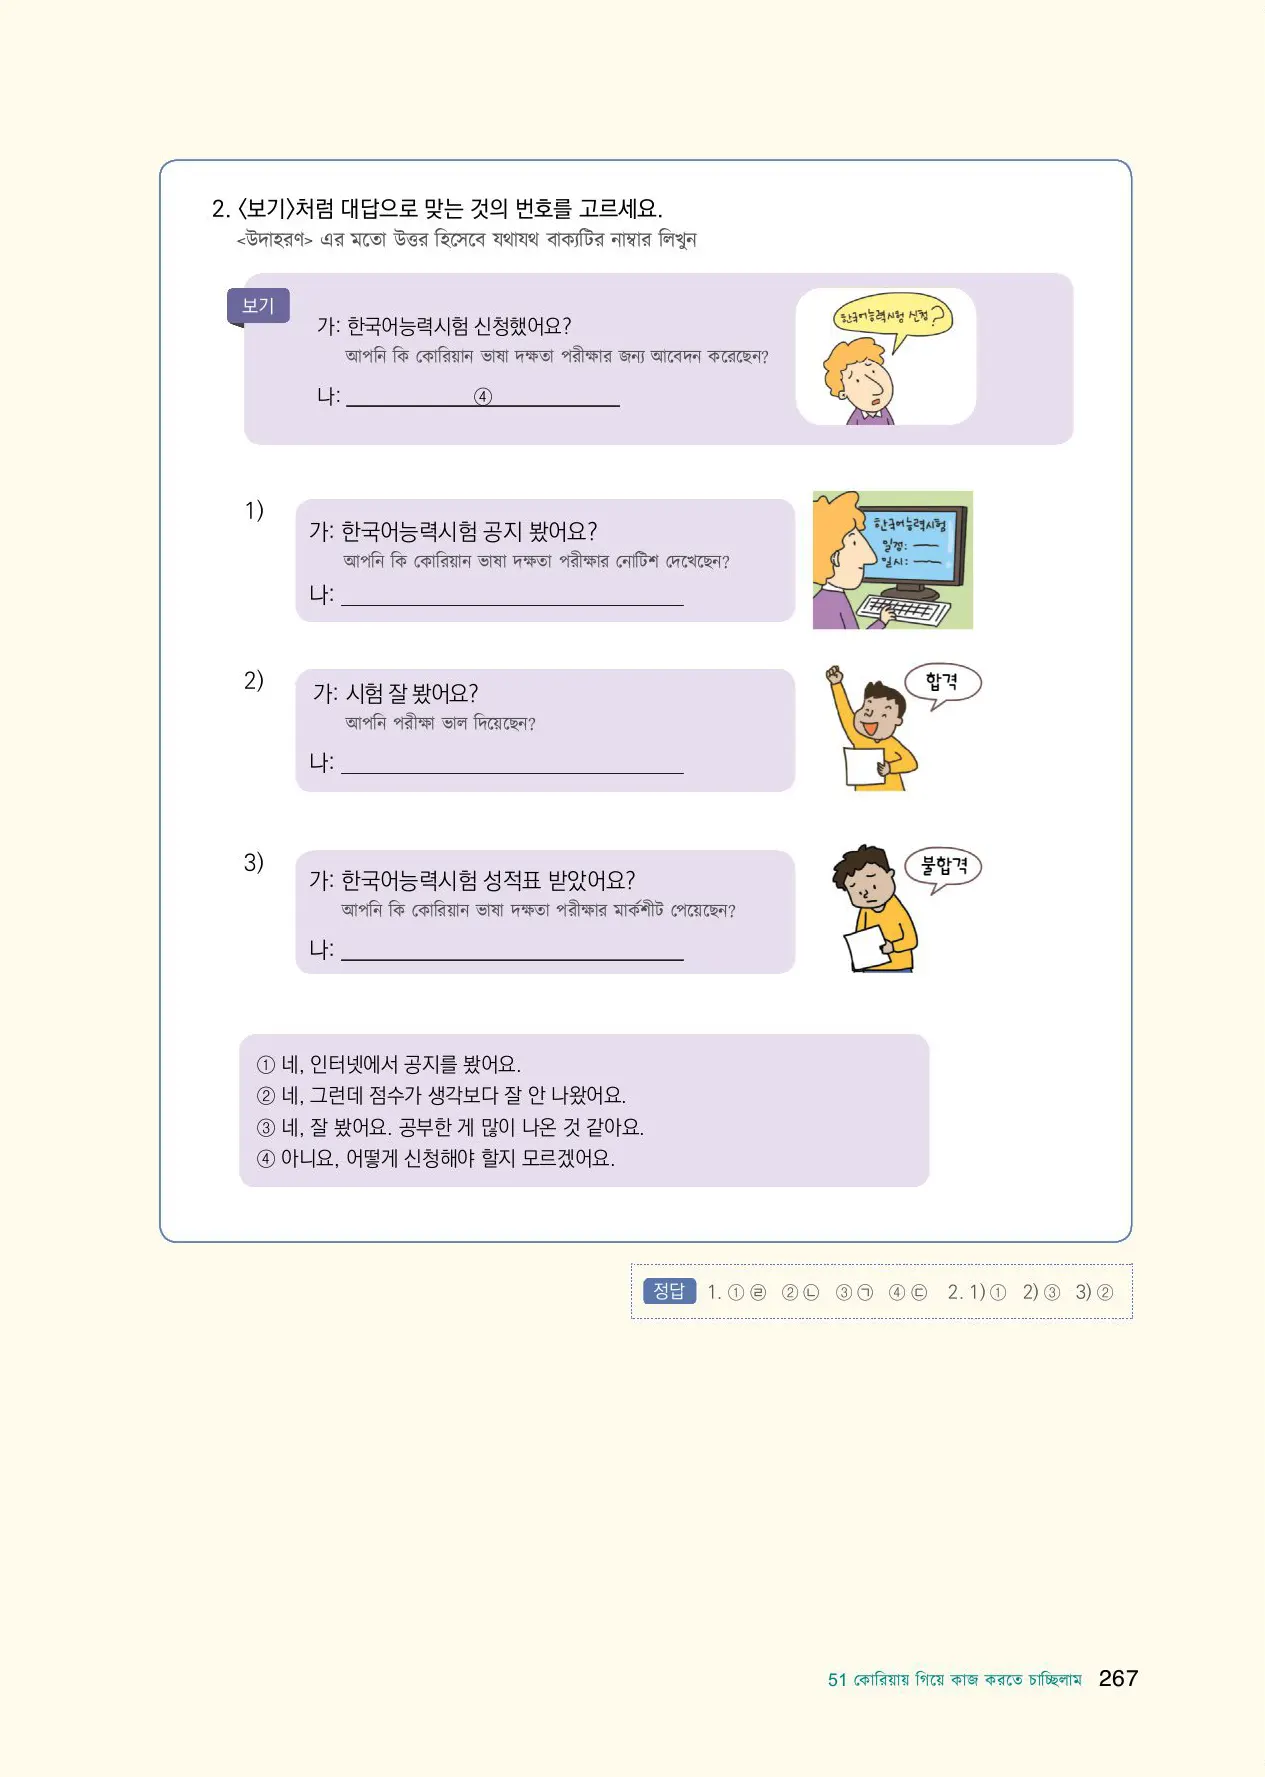 2. 〈보기〉처럼 대답으로 맞는 것의 번호를 고르세요.
<উদাহরণ> এর মতো উত্তর হিসেবে যথাযথ বাক্যটির নাম্বার লিখুন
보기
가: 한국어능력시험 신청했어요?
আপনি কি কোরিয়ান ভাষা দক্ষতা পরীক্ষার জন্য আবেদন করেছেন?
나: ④
한국어능력시험 신청?
1)
가: 한국어능력시험 공지 봤어요?
আপনি কি কোরিয়ান ভাষা দক্ষতা পরীক্ষার নোটিশ দেখেছেন?
나:
한국어능력시험
일정:
일시:
2)
가: 시험 잘 봤어요?
আপনি পরীক্ষা ভাল দিয়েছেন?
나:
합격
3)
가: 한국어능력시험 성적표 받았어요?
আপনি কি কোরিয়ান ভাষা দক্ষতা পরীক্ষার মার্কশীট পেয়েছেন?
나:
불합격
① 네, 인터넷에서 공지를 봤어요.
② 네, 그런데 점수가 생각보다 잘 안 나왔어요.
③ 네, 잘 봤어요. 공부한 게 많이 나온 것 같아요.
④ 아니요, 어떻게 신청해야 할지 모르겠어요.
정답 1. ① ㉣ ② ㉡ ③ ㉠ ④ ㉢ 2. 1) ① 2) ③ 3) ②
51 কোরিয়ায় গিয়ে কাজ করতে চাচ্ছিলাম 267